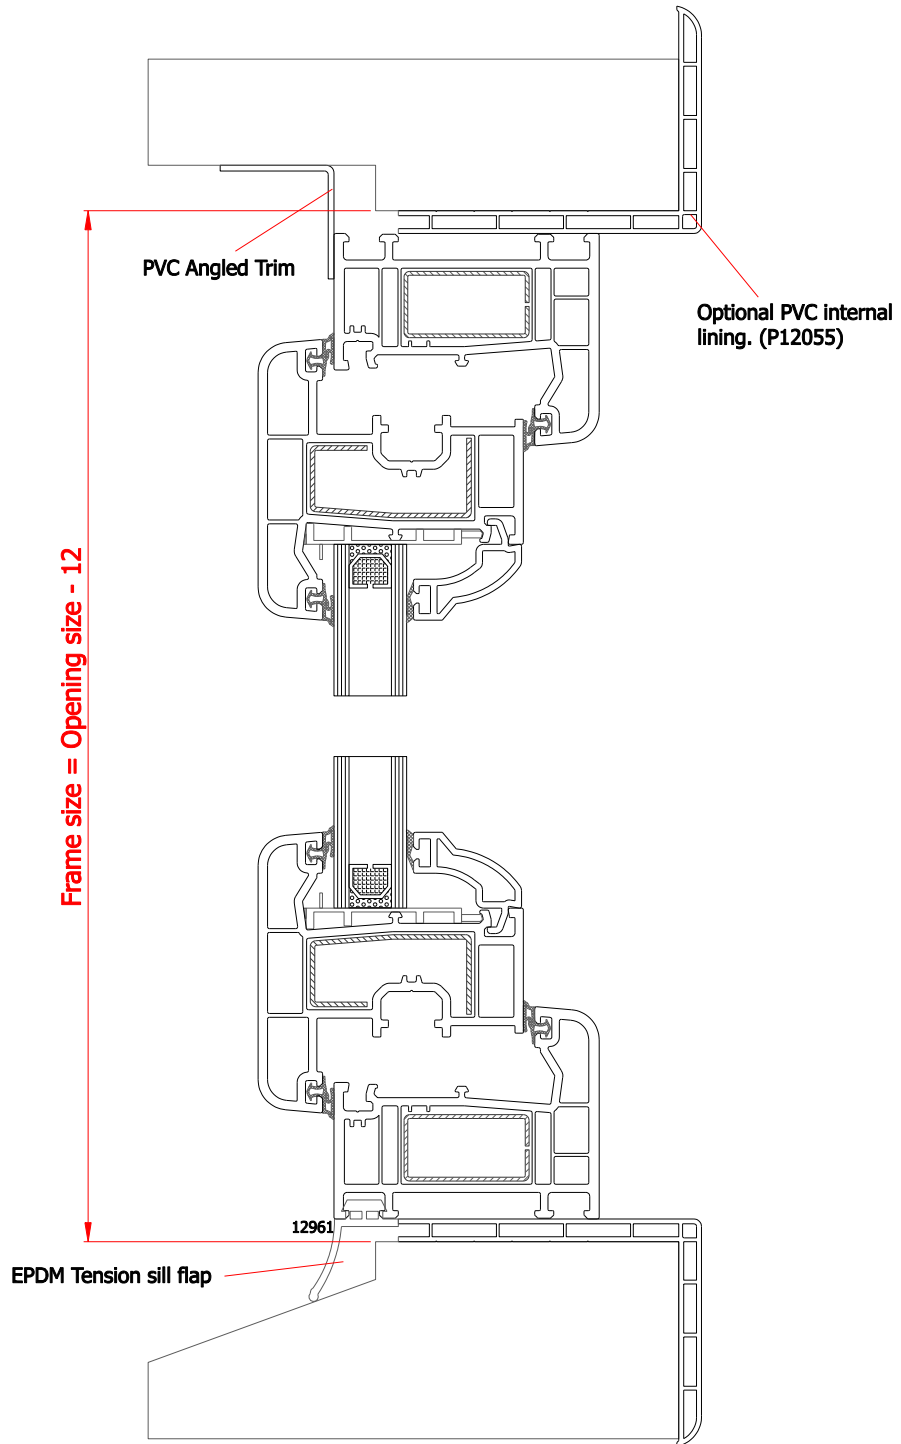 PVC Angled Trim
Optional PVC internal
lining. (P12055)
Frame size = Opening size - 12
12961
EPDM Tension sill flap